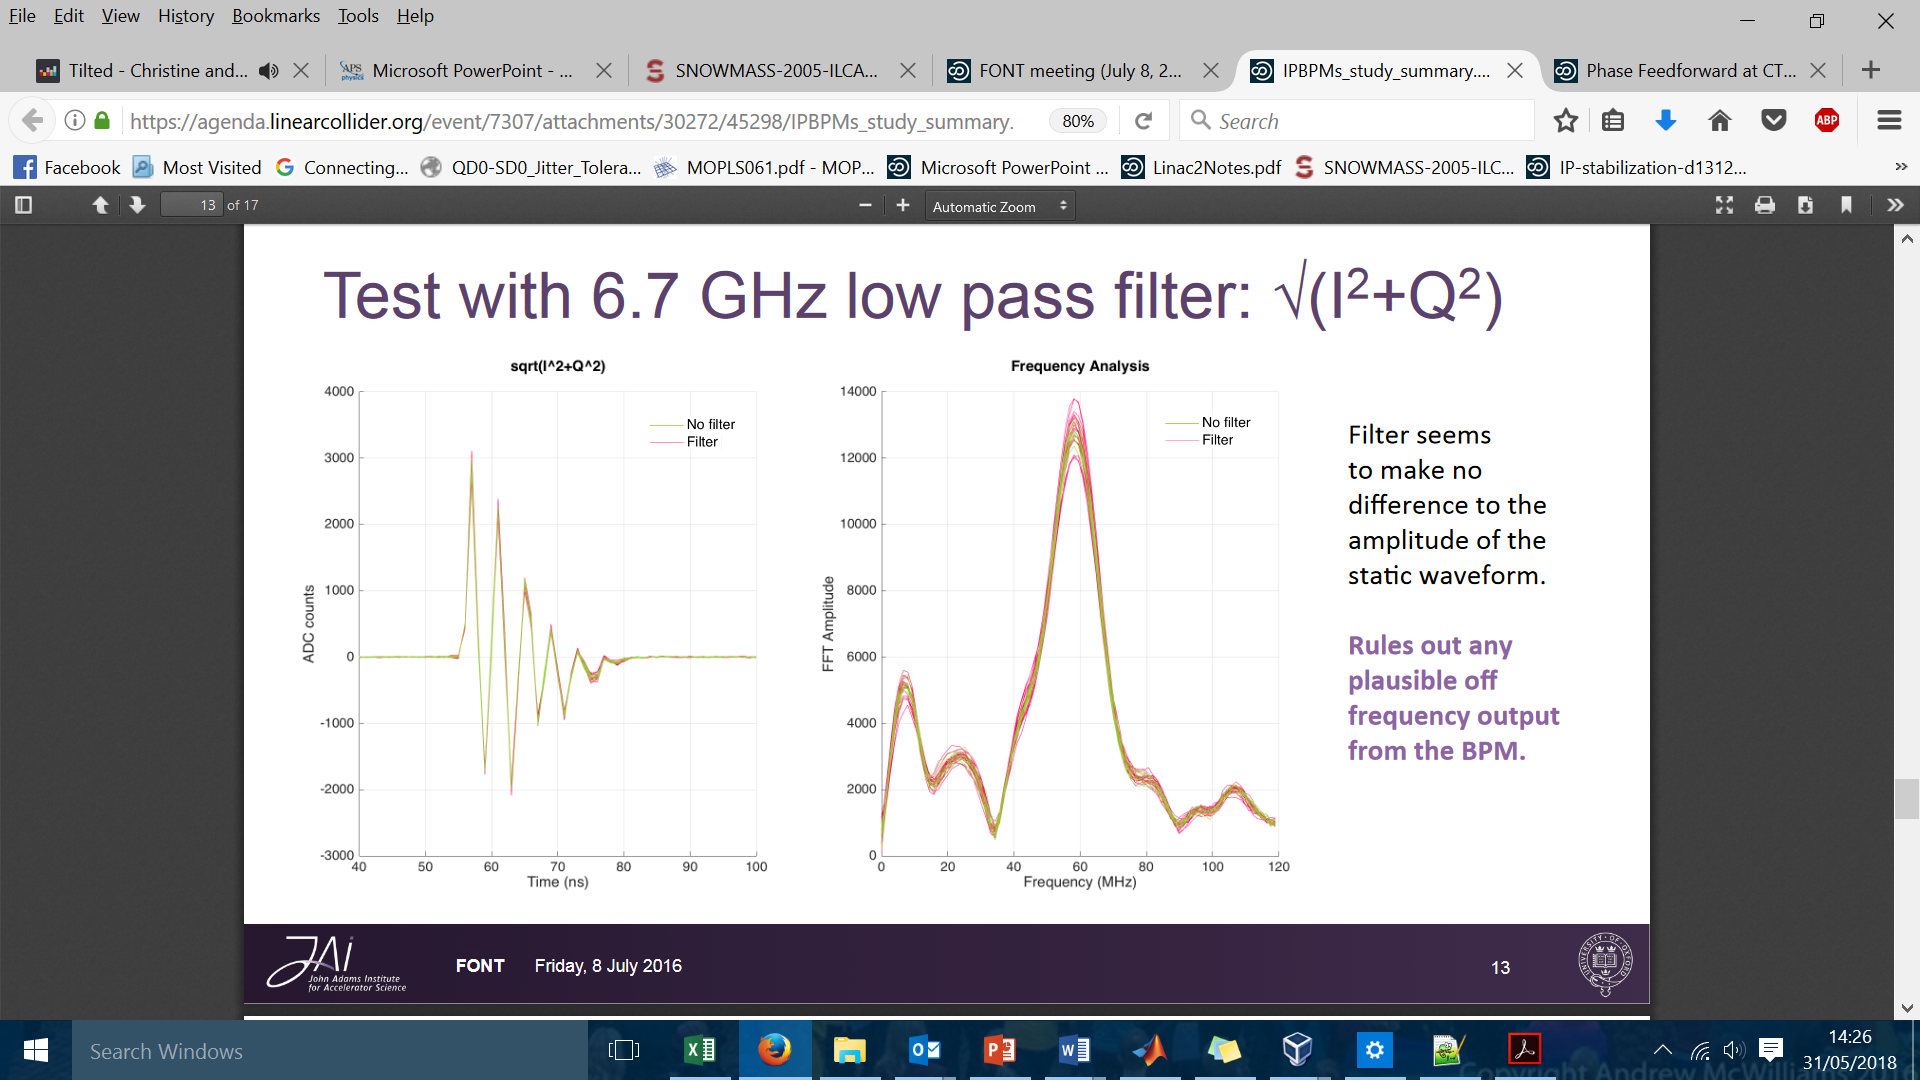 File Edit View History Bookmarks Tools Help
Tilted - Christine and...
Microsoft PowerPoint - ...
SNOWMASS-2005-ILCA...
FONT meeting (July 8, 2...
IPBPMs_study_summary....
Phase Feedforward at CT...
https://agenda.linearcollider.org/event/7307/attachments/30272/45298/IPBPMs_study_summary.
80%
Search
ABP
Facebook
Most Visited
Connecting...
QD0-SD0_Jitter_Tolera...
MOPLS061.pdf - MOP...
Microsoft PowerPoint ...
Linac2Notes.pdf
SNOWMASS-2005-ILC...
IP-stabilization-d1312...
13 of 17
Automatic Zoom
Test with 6.7 GHz low pass filter: √(I²+Q²)
sqrt(I^2+Q^2)
4000
3000
2000
1000
0
-1000
-2000
-3000
ADC counts
No filter
Filter
40 50 60 70 80 90 100
Time (ns)
Frequency Analysis
14000
12000
10000
8000
6000
4000
2000
0
FFT Amplitude
No filter
Filter
0 20 40 60 80 100 120
Frequency (MHz)
Filter seems
to make no
difference to the
amplitude of the
static waveform.
Rules out any
plausible off
frequency output
from the BPM.
JAI
John Adams Institute
for Accelerator Science
FONT Friday, 8 July 2016
13
UNIVERSITY OF OXFORD
Search Windows
14:26
31/05/2018